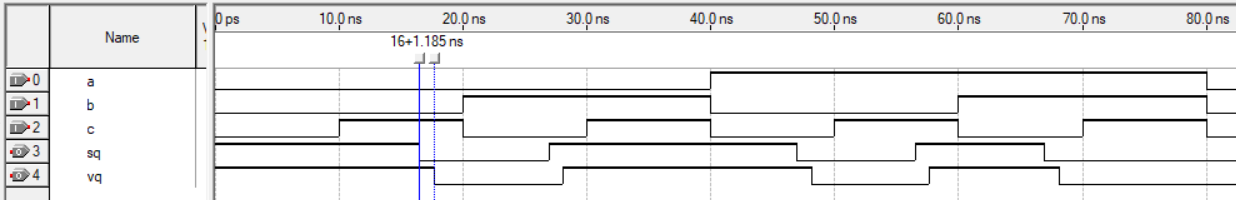 0 ps 10.0 ns 20.0 ns 30.0 ns 40.0 ns 50.0 ns 60.0 ns 70.0 ns 80.0 ns
Name
16+1.185 ns
0 a
1 b
2 c
3 sq
4 vq